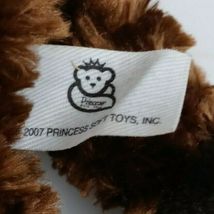 Princess
2007 PRINCESS SOFT TOYS, INC.